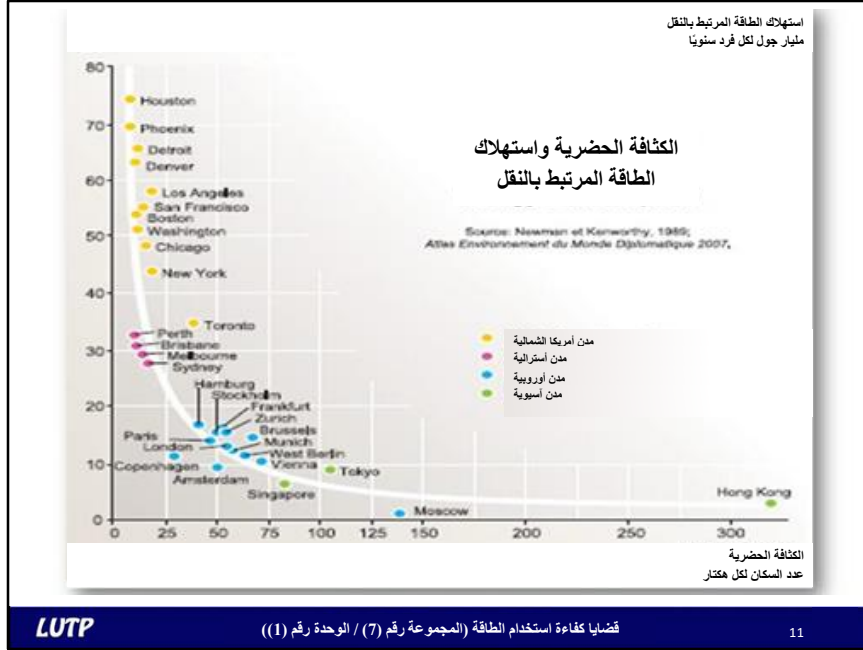 استهلاك الطاقة المرتبط بالنقل
مليار جول لكل فرد سنويًا
الكثافة الحضرية واستهلاك
الطاقة المرتبط بالنقل
Source: Newman et Kenworthy, 1989;
Atlas Environnement du Monde Diplomatique 2007.
80
70
60
50
40
30
20
10
0
Houston
Phoenix
Detroit
Denver
Los Angeles
San Francisco
Boston
Washington
Chicago
New York
Toronto
Perth
Brisbane
Melbourne
Sydney
Hamburg
Stockholm
Frankfurt
Zurich
Brussels
Paris
Munich
London
West Berlin
Copenhagen
Vienna
Tokyo
Amsterdam
Singapore
Hong Kong
Moscow
مدن أمريكا الشمالية
مدن أسترالية
مدن أوروبية
مدن آسيوية
0 25 50 75 100 125 150 200 250 300
الكثافة الحضرية
عدد السكان لكل هكتار
LUTP
قضايا كفاءة استخدام الطاقة (المجموعة رقم (7) / الوحدة رقم (1))
11